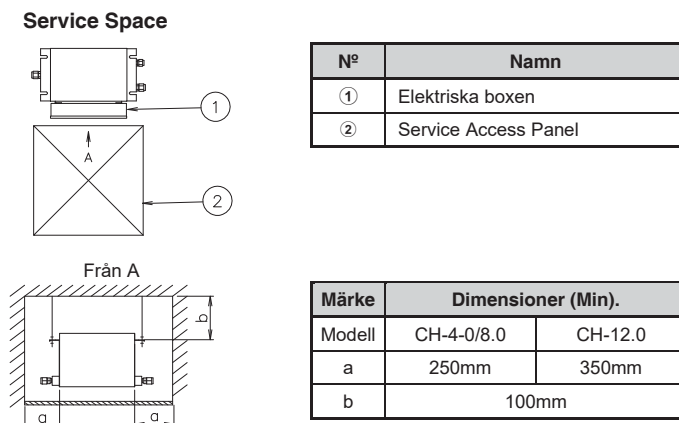 Service Space
1
A
2
Nº Namn
① Elektriska boxen
② Service Access Panel
Från A
b
a a
Märke Dimensioner (Min).
Modell CH-4-0/8.0 CH-12.0
a 250mm 350mm
b 100mm